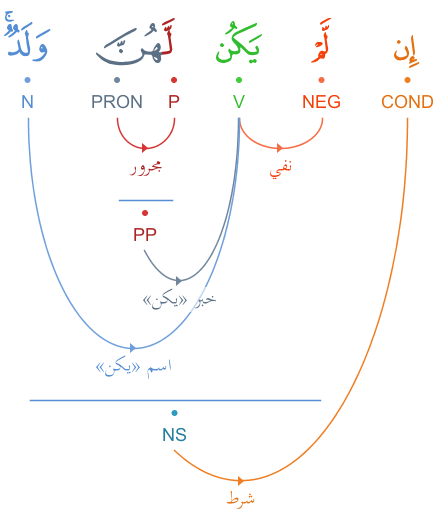 إِن لَّمْ يَكُن لَّهُنَّ وَلَدٌۚ
COND NEG V P PRON N
مجرور نفي
PP
خبر «يكن»
اسم «يكن»
NS
شرط